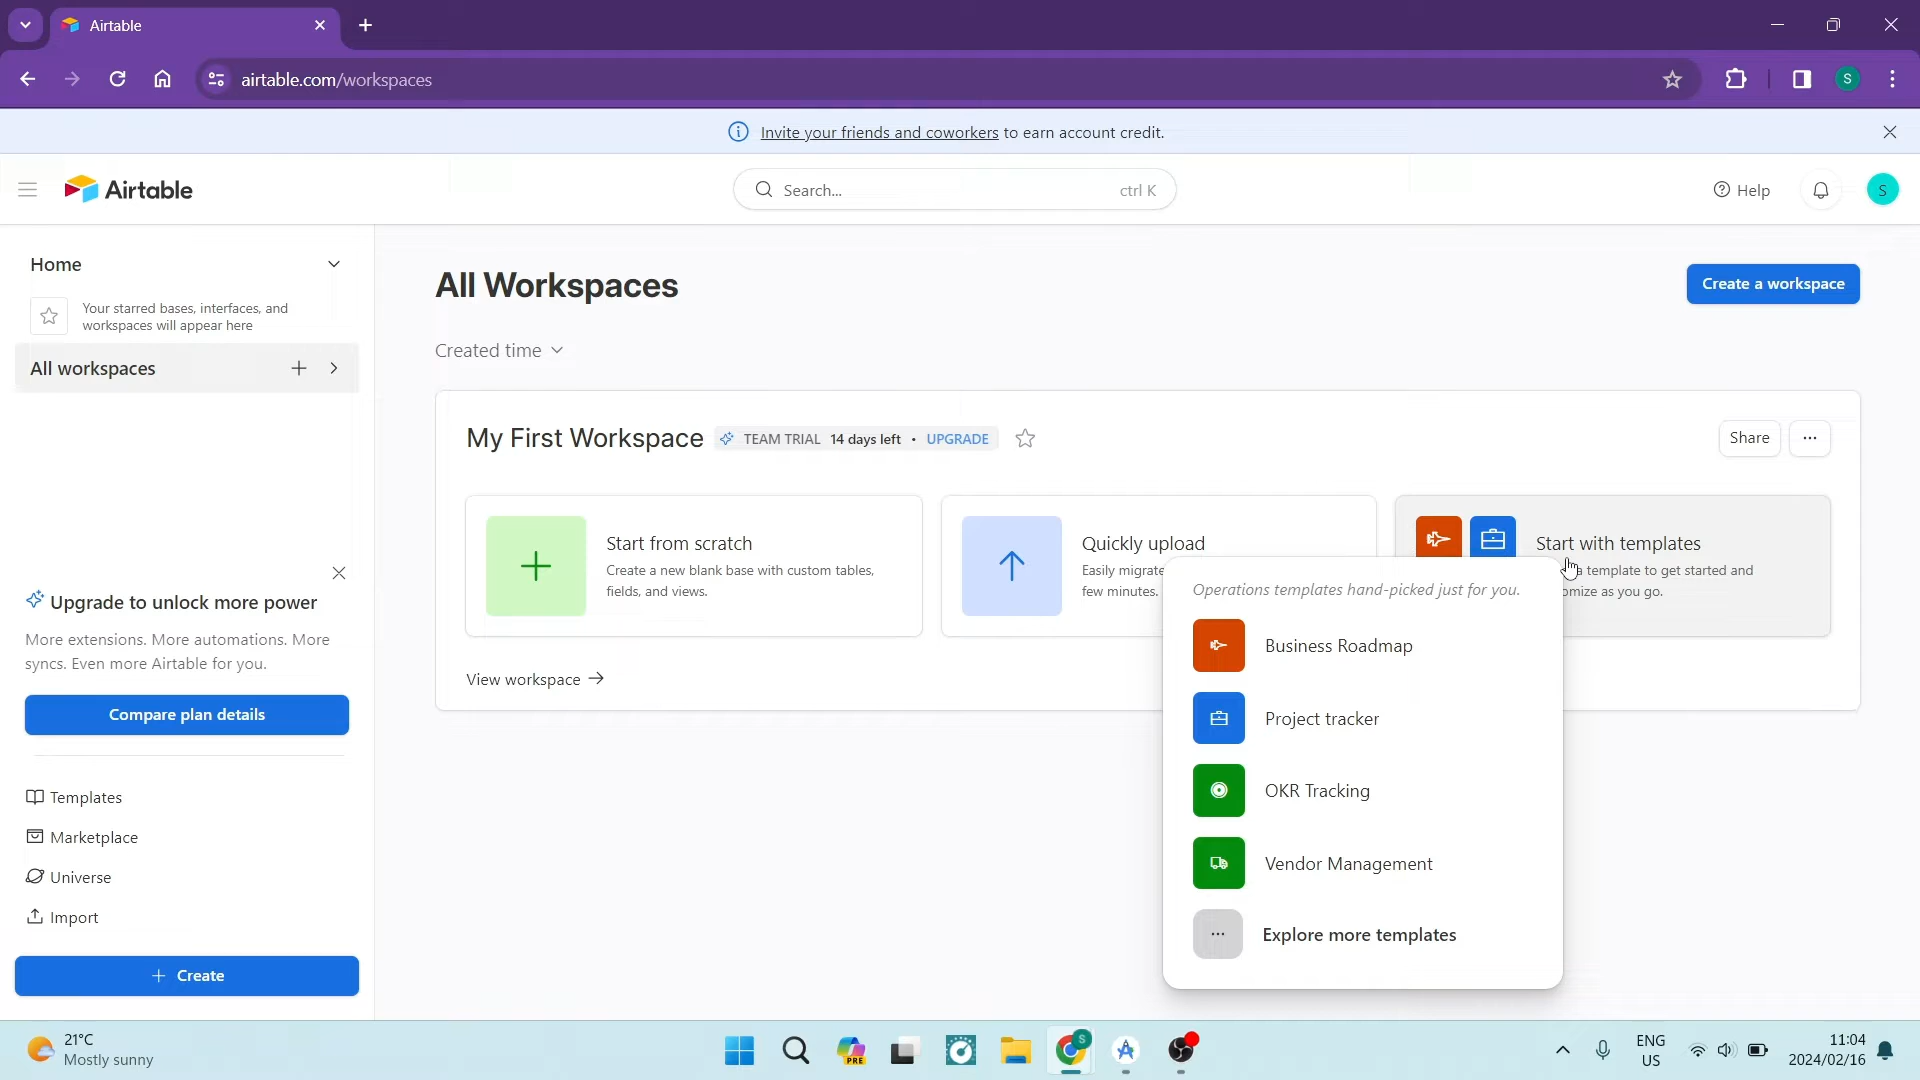 Airtable
airtable.com/workspaces
S
Invite your friends and coworkers to earn account credit.
Airtable
Search...
ctrl K
Help
S
Home
Your starred bases, interfaces, and
workspaces will appear here
All workspaces
Upgrade to unlock more power
More extensions. More automations. More
syncs. Even more Airtable for you.
Compare plan details
Templates
Marketplace
Universe
Import
+ Create
All Workspaces
Create a workspace
Created time
My First Workspace
TEAM TRIAL 14 days left • UPGRADE
Share
Start from scratch
Create a new blank base with custom tables,
fields, and views.
Quickly upload
Easily migrate
few minutes.
Start with templates
template to get started and
omize as you go.
View workspace →
Operations templates hand-picked just for you.
Business Roadmap
Project tracker
OKR Tracking
Vendor Management
Explore more templates
21°C
Mostly sunny
PRE
S
ENG
US
11:04
2024/02/16